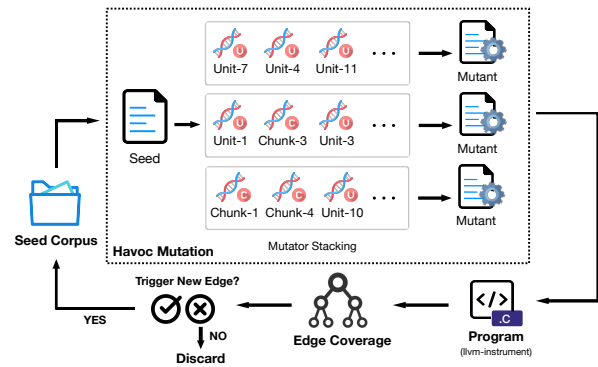 U U U ...
Unit-7 Unit-4 Unit-11
Mutant
Seed
U C U ...
Unit-1 Chunk-3 Unit-3
Mutant
C C U ...
Chunk-1 Chunk-4 Unit-10
Mutant
Havoc Mutation
Mutator Stacking
Seed Corpus
Trigger New Edge?
YES
NO
Discard
Edge Coverage
</>
.C
Program
(llvm-instrument)